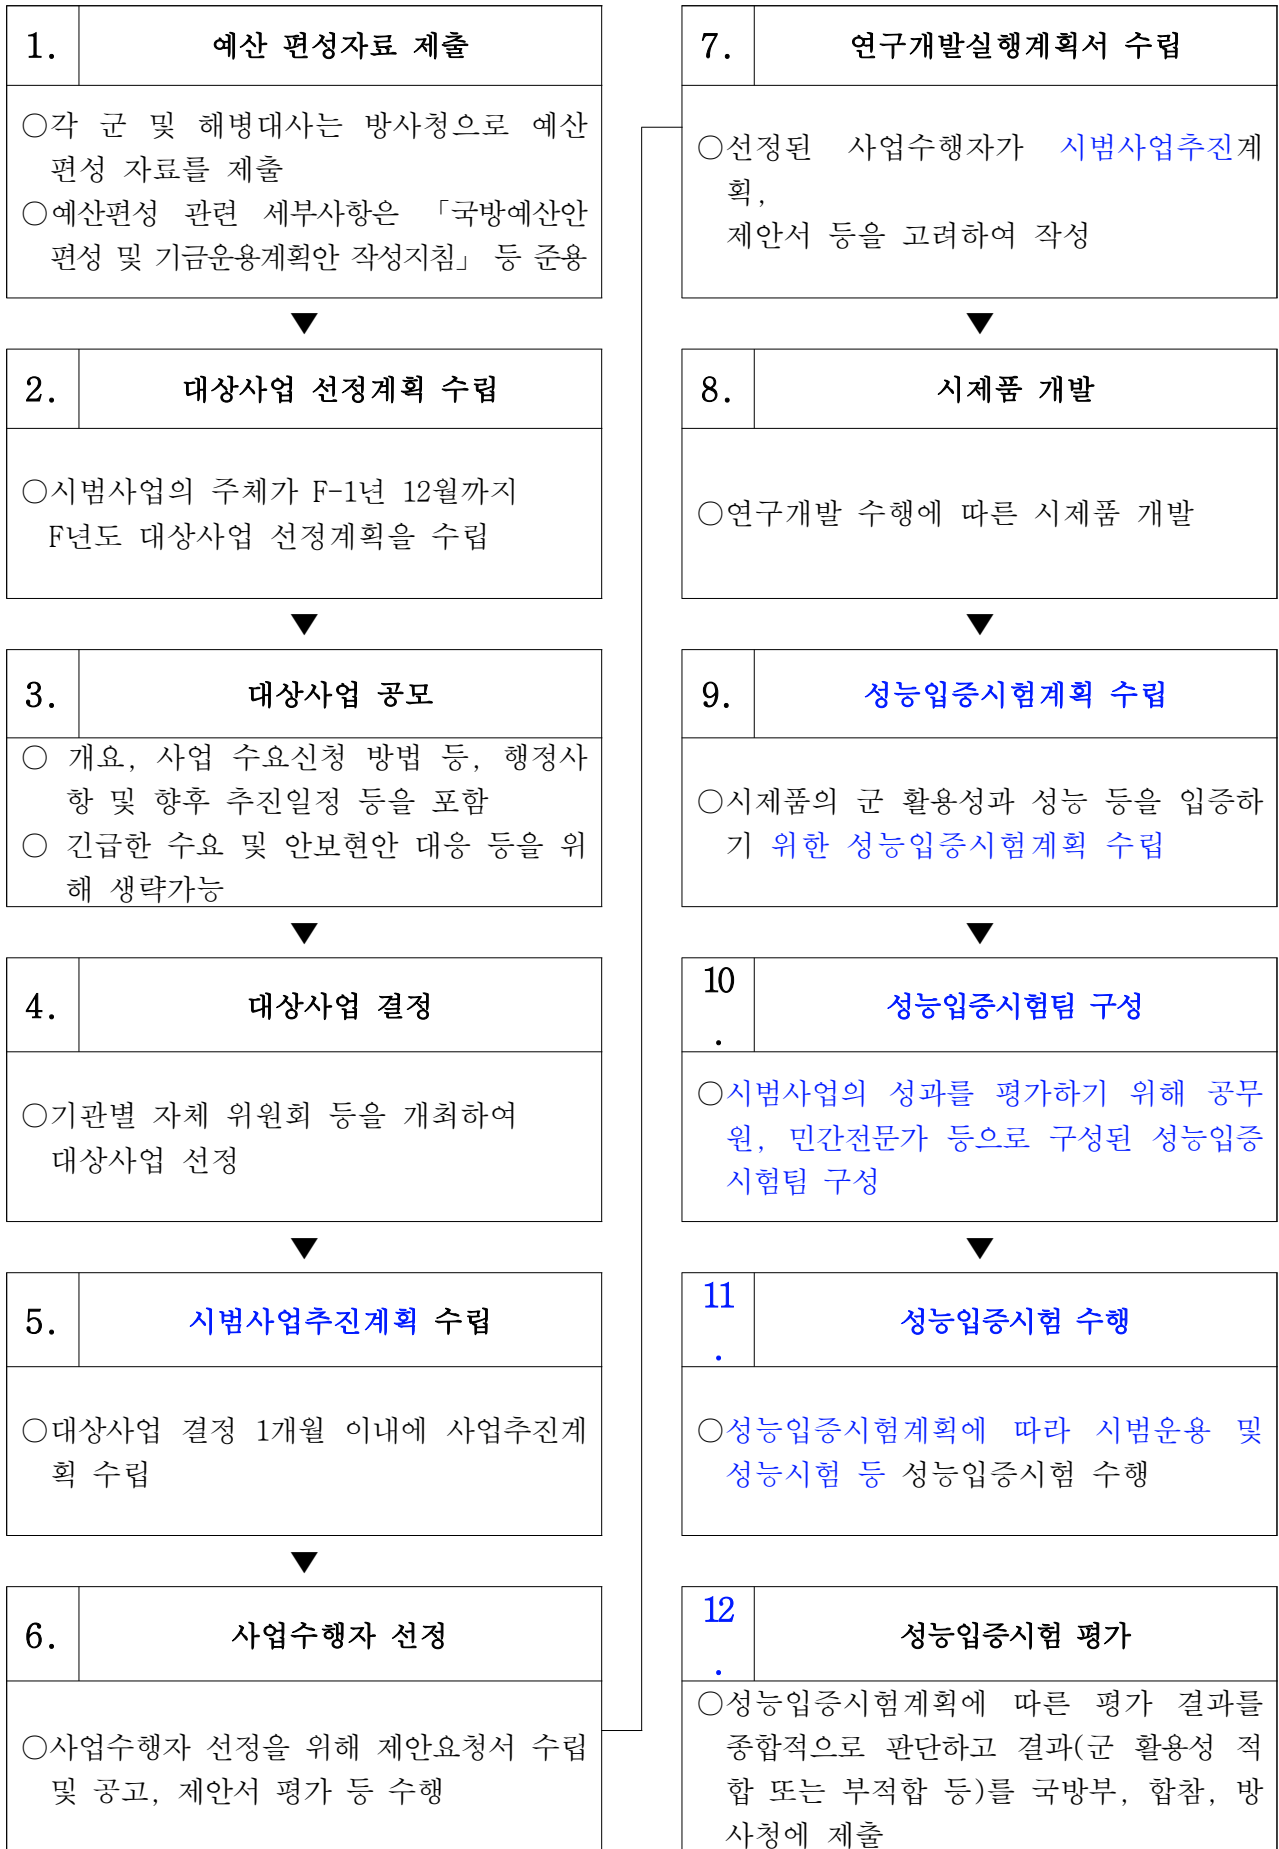 1. 예산 편성자료 제출
○각 군 및 해병대사는 방사청으로 예산
편성 자료를 제출
○예산편성 관련 세부사항은 「국방예산안
편성 및 기금운용계획안 작성지침」 등 준용
▼
2. 대상사업 선정계획 수립
○시범사업의 주체가 F-1년 12월까지
F년도 대상사업 선정계획을 수립
▼
3. 대상사업 공모
○ 개요, 사업 수요신청 방법 등, 행정사
항 및 향후 추진일정 등을 포함
○ 긴급한 수요 및 안보현안 대응 등을 위
해 생략가능
▼
4. 대상사업 결정
○기관별 자체 위원회 등을 개최하여
대상사업 선정
▼
5. 시범사업추진계획 수립
○대상사업 결정 1개월 이내에 사업추진계
획 수립
▼
6. 사업수행자 선정
○사업수행자 선정을 위해 제안요청서 수립
및 공고, 제안서 평가 등 수행
7. 연구개발실행계획서 수립
○선정된 사업수행자가 시범사업추진계
획,
제안서 등을 고려하여 작성
▼
8. 시제품 개발
○연구개발 수행에 따른 시제품 개발
▼
9. 성능입증시험계획 수립
○시제품의 군 활용성과 성능 등을 입증하
기 위한 성능입증시험계획 수립
▼
10
. 성능입증시험팀 구성
○시범사업의 성과를 평가하기 위해 공무
원, 민간전문가 등으로 구성된 성능입증
시험팀 구성
▼
11
. 성능입증시험 수행
○성능입증시험계획에 따라 시범운용 및
성능시험 등 성능입증시험 수행
12
. 성능입증시험 평가
○성능입증시험계획에 따른 평가 결과를
종합적으로 판단하고 결과(군 활용성 적
합 또는 부적합 등)를 국방부, 합참, 방
사청에 제출